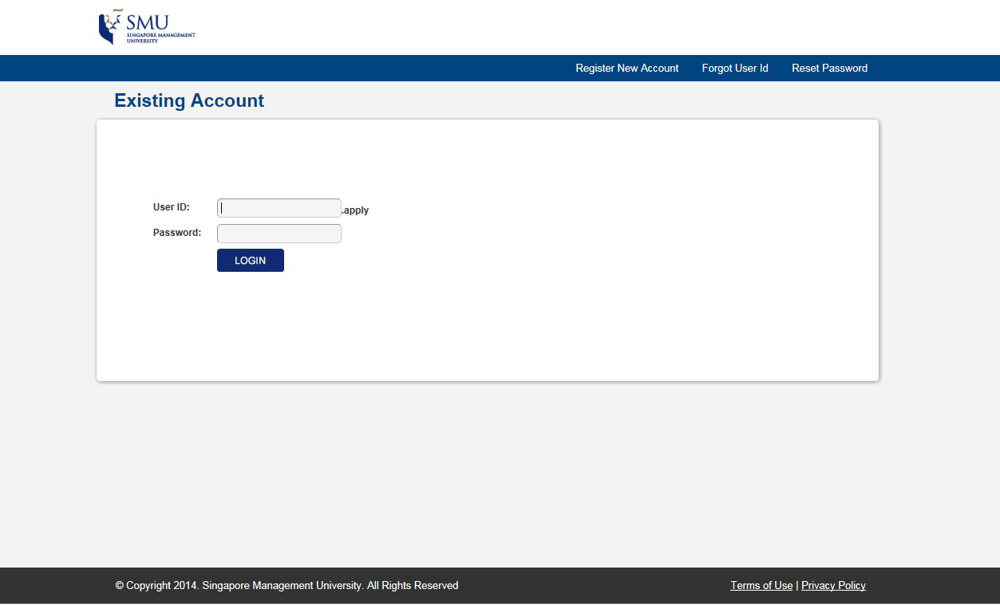 SMU
SINGAPORE MANAGEMENT
UNIVERSITY
Register New Account Forgot User Id Reset Password
Existing Account
User ID: .apply
Password:
LOGIN
© Copyright 2014. Singapore Management University. All Rights Reserved
Terms of Use | Privacy Policy